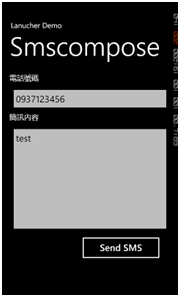 Lanucher Demo
Smscompose
電話號碼
0937123456
簡訊內容
test
Send SMS